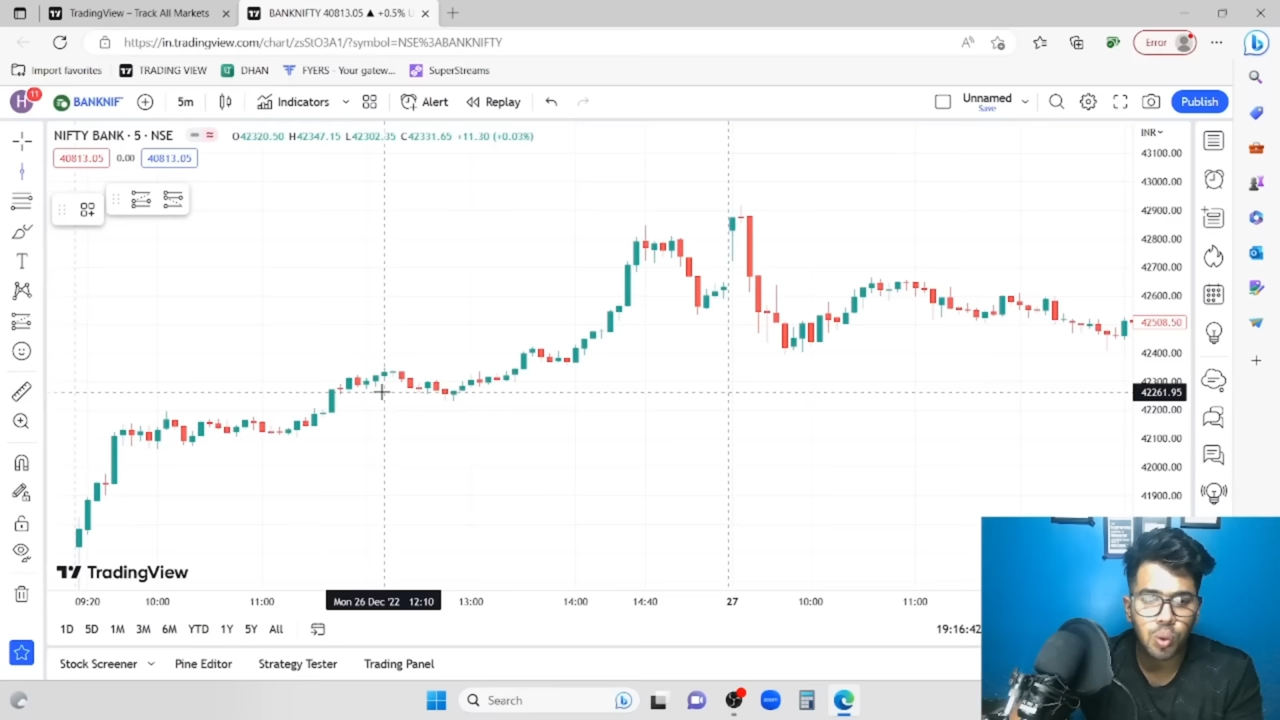 TradingView – Track All Markets
BANKNIFTY 40813.05 ▲ +0.5%
https://in.tradingview.com/chart/zsStO3A1/?symbol=NSE%3ABANKNIFTY
Error
Import favorites
TRADING VIEW
DHAN
FYERS - Your gatew...
SuperStreams
H
11
BANKNIF
5m
Indicators
Alert
Replay
Unnamed
Save
Publish
NIFTY BANK · 5 · NSE
O42320.50 H42347.15 L42302.35 C42331.65 +11.30 (+0.03%)
INR
40813.05
0.00
40813.05
43100.00
43000.00
42900.00
42800.00
42700.00
42600.00
42508.50
42400.00
42300.00
42261.95
42200.00
42100.00
42000.00
41900.00
TradingView
09:20
10:00
11:00
Mon 26 Dec '22 12:10
13:00
14:00
14:40
27
10:00
11:00
1D
5D
1M
3M
6M
YTD
1Y
5Y
All
19:16:42
Stock Screener
Pine Editor
Strategy Tester
Trading Panel
Search
zoom